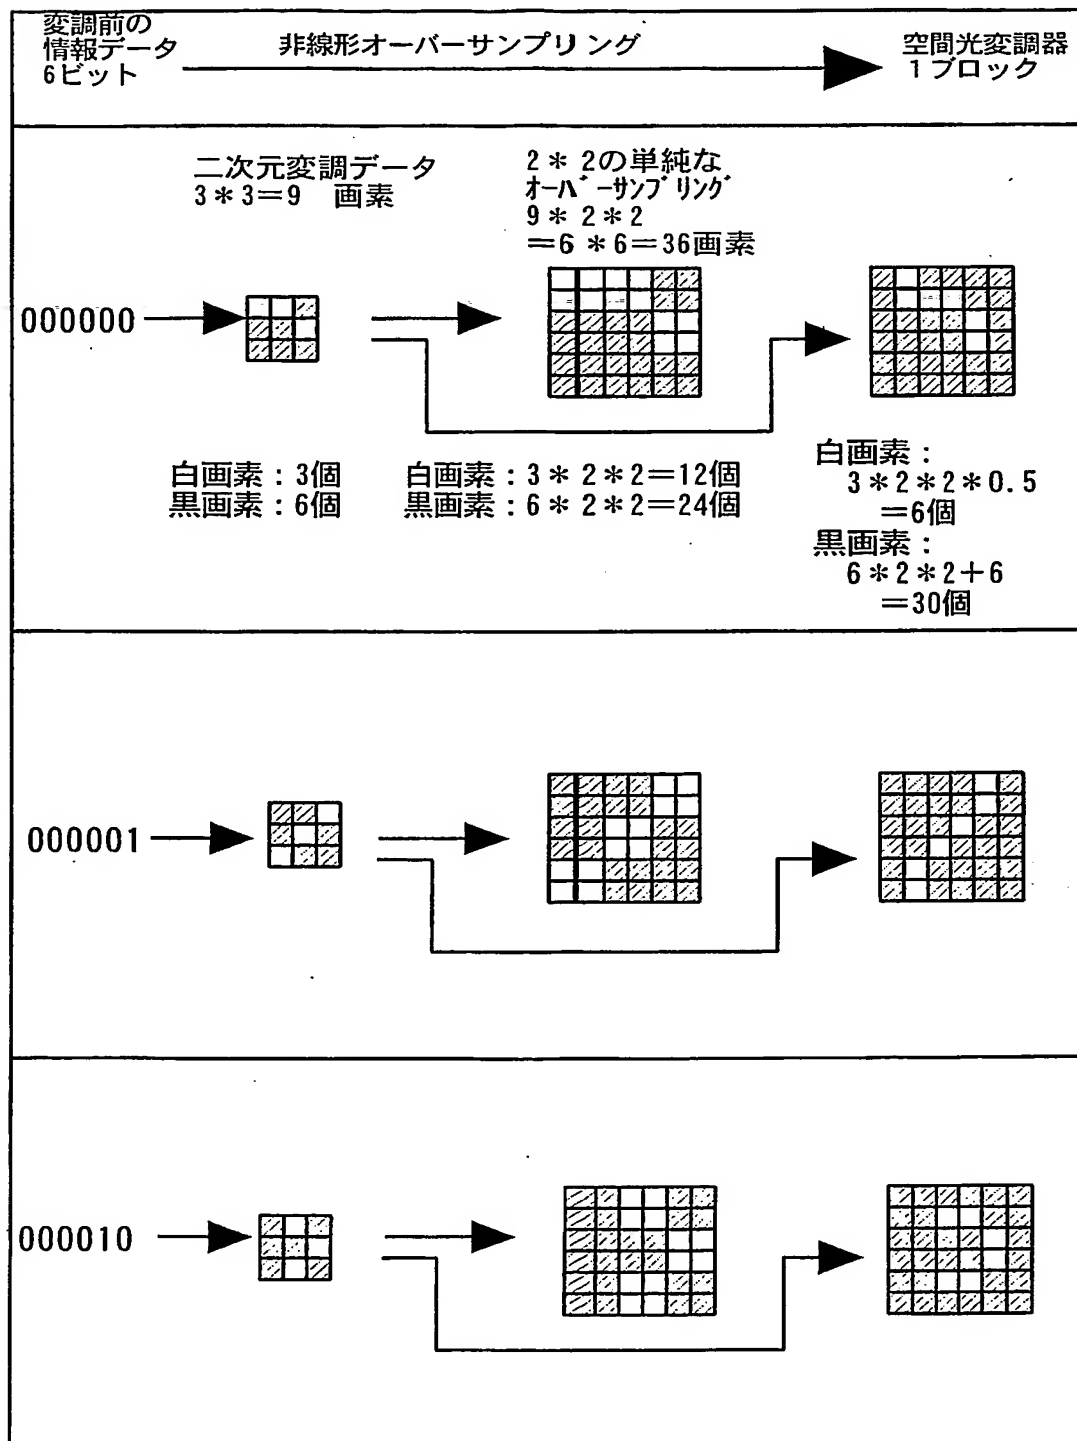 変調前の
情報データ
6ビット
非線形オーバーサンプリング
空間光変調器
1ブロック
二次元変調データ
3*3=9 画素
2*2の単純な
オーバーサンプリング
9*2*2
=6*6=36画素
000000
白画素:3個
黒画素:6個
白画素:3*2*2=12個
黒画素:6*2*2=24個
白画素:
3*2*2*0.5
=6個
黒画素:
6*2*2+6
=30個
000001
000010